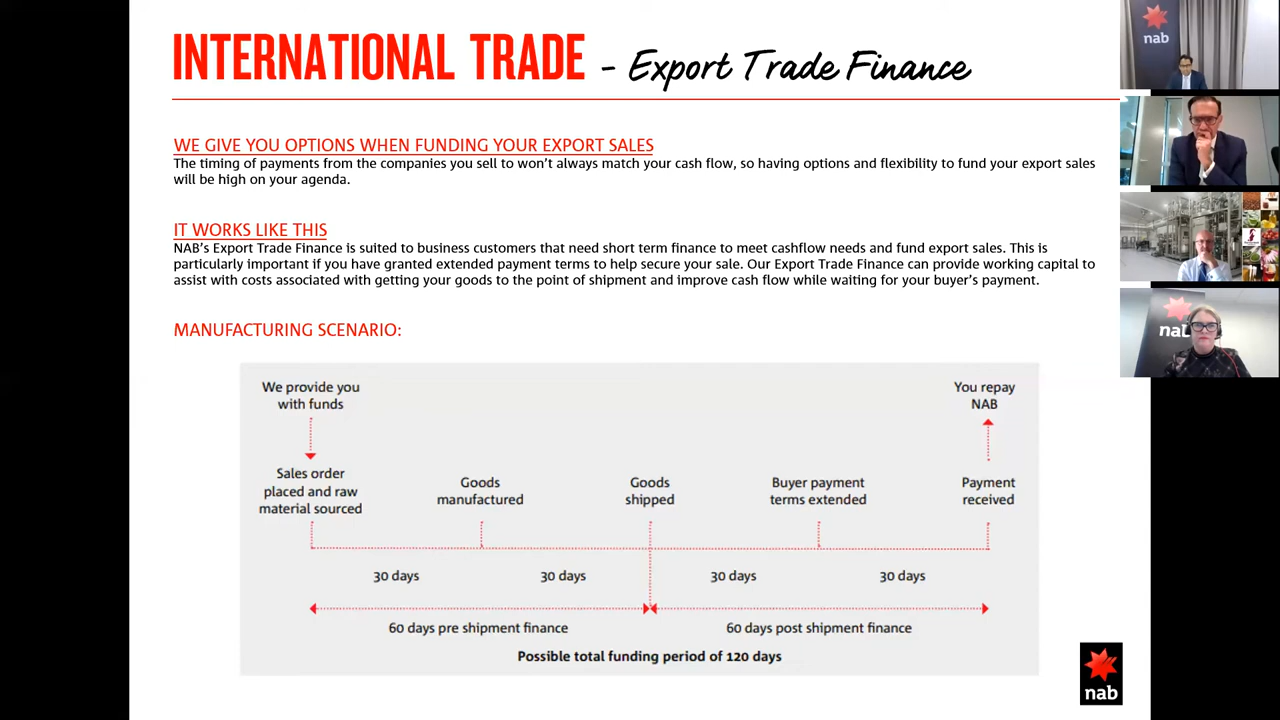 INTERNATIONAL TRADE - Export Trade Finance
WE GIVE YOU OPTIONS WHEN FUNDING YOUR EXPORT SALES
The timing of payments from the companies you sell to won't always match your cash flow, so having options and flexibility to fund your export sales
will be high on your agenda.
IT WORKS LIKE THIS
NAB's Export Trade Finance is suited to business customers that need short term finance to meet cashflow needs and fund export sales. This is
particularly important if you have granted extended payment terms to help secure your sale. Our Export Trade Finance can provide working capital to
assist with costs associated with getting your goods to the point of shipment and improve cash flow while waiting for your buyer's payment.
MANUFACTURING SCENARIO:
We provide you
with funds
You repay
NAB
Sales order
placed and raw
material sourced
Goods
manufactured
Goods
shipped
Buyer payment
terms extended
Payment
received
30 days
30 days
30 days
30 days
60 days pre shipment finance
60 days post shipment finance
Possible total funding period of 120 days
nab
nab
nab